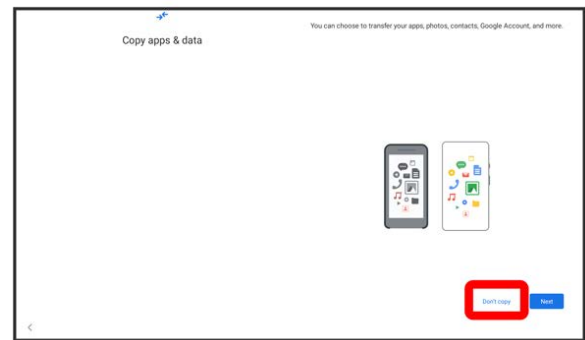 Copy apps & data
You can choose to transfer your apps, photos, contacts, Google Account, and more.
Don't copy
Next